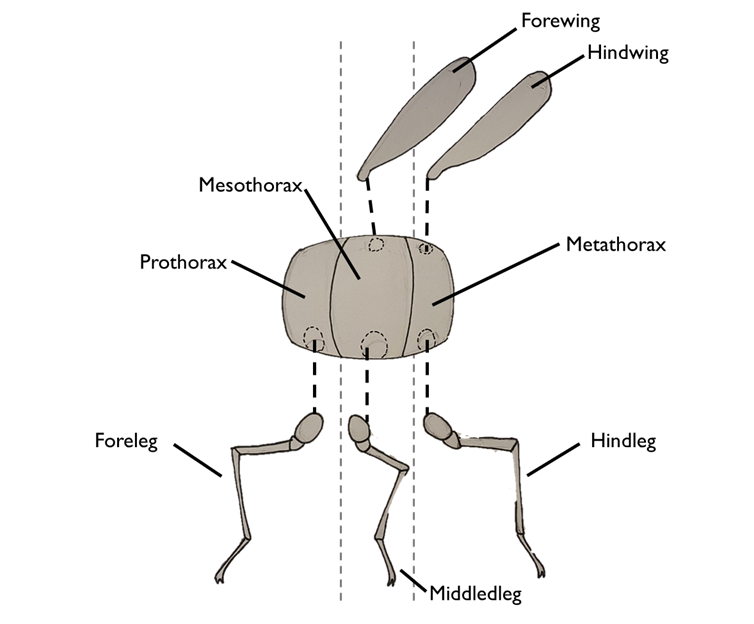 Forewing
Hindwing
Mesothorax
Metathorax
Prothorax
Foreleg
Hindleg
Middledleg